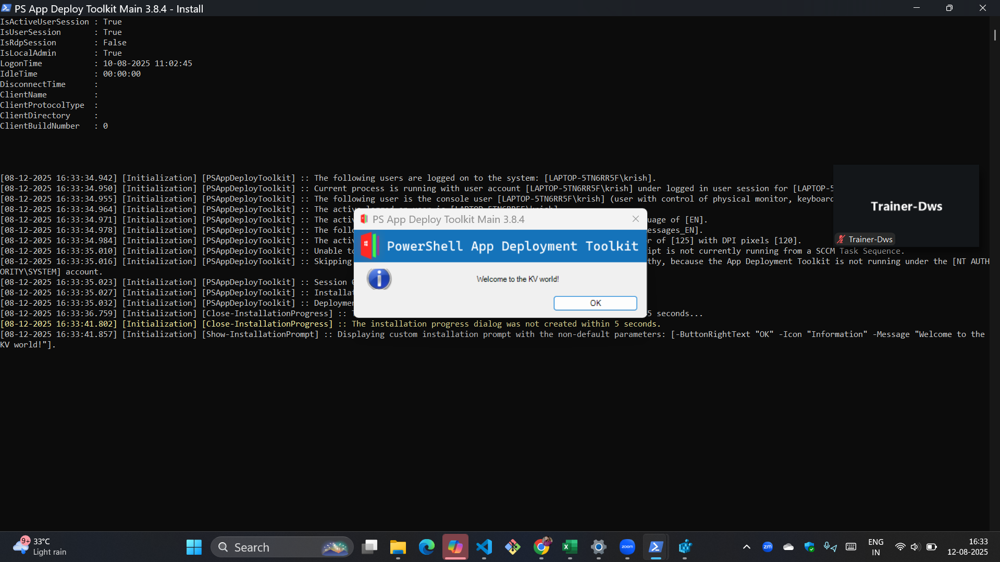 PS App Deploy Toolkit Main 3.8.4 - Install
IsActiveUserSession : True
IsUserSession : True
IsRdpSession : False
IsLocalAdmin : True
LogonTime : 10-08-2025 11:02:45
IdleTime : 00:00:00
DisconnectTime :
ClientName :
ClientProtocolType :
ClientDirectory :
ClientBuildNumber : 0
[08-12-2025 16:33:34.942] [Initialization] [PSAppDeployToolkit] :: The following users are logged on to the system: [LAPTOP-5TN6RR5F\krish].
[08-12-2025 16:33:34.950] [Initialization] [PSAppDeployToolkit] :: Current process is running with user account [LAPTOP-5TN6RR5F\krish] under logged in user session for [LAPTOP-5
[08-12-2025 16:33:34.955] [Initialization] [PSAppDeployToolkit] :: The following user is the console user [LAPTOP-5TN6RR5F\krish] (user with control of physical monitor, keyboard
[08-12-2025 16:33:34.964] [Initialization] [PSAppDeployToolkit] :: The active logged on user is [LAPTOP-5TN6RR5F\krish].
[08-12-2025 16:33:34.971] [Initialization] [PSAppDeployToolkit] :: The activ uage of [EN].
[08-12-2025 16:33:34.978] [Initialization] [PSAppDeployToolkit] :: The foll essages_EN].
[08-12-2025 16:33:34.984] [Initialization] [PSAppDeployToolkit] :: The activ r of [125] with DPI pixels [120].
[08-12-2025 16:33:35.010] [Initialization] [PSAppDeployToolkit] :: Unable to ipt is not currently running from a SCCM Task Sequence.
[08-12-2025 16:33:35.016] [Initialization] [PSAppDeployToolkit] :: Skipping thy, because the App Deployment Toolkit is not running under the [NT AUTH
ORITY\SYSTEM] account.
[08-12-2025 16:33:35.023] [Initialization] [PSAppDeployToolkit] :: Session
[08-12-2025 16:33:35.027] [Initialization] [PSAppDeployToolkit] :: Installat
[08-12-2025 16:33:35.032] [Initialization] [PSAppDeployToolkit] :: Deploymen
[08-12-2025 16:33:36.759] [Initialization] [Close-InstallationProgress] :: 5 seconds...
[08-12-2025 16:33:41.802] [Initialization] [Close-InstallationProgress] :: The installation progress dialog was not created within 5 seconds.
[08-12-2025 16:33:41.857] [Initialization] [Show-InstallationPrompt] :: Displaying custom installation prompt with the non-default parameters: [-ButtonRightText "OK" -Icon "Information" -Message "Welcome to the
KV world!"].
PS App Deploy Toolkit Main 3.8.4
PowerShell App Deployment Toolkit
Welcome to the KV world!
OK
Trainer-Dws
Trainer-Dws
9+
33°C
Light rain
Search
zoom
zm
ENG
IN
16:33
12-08-2025